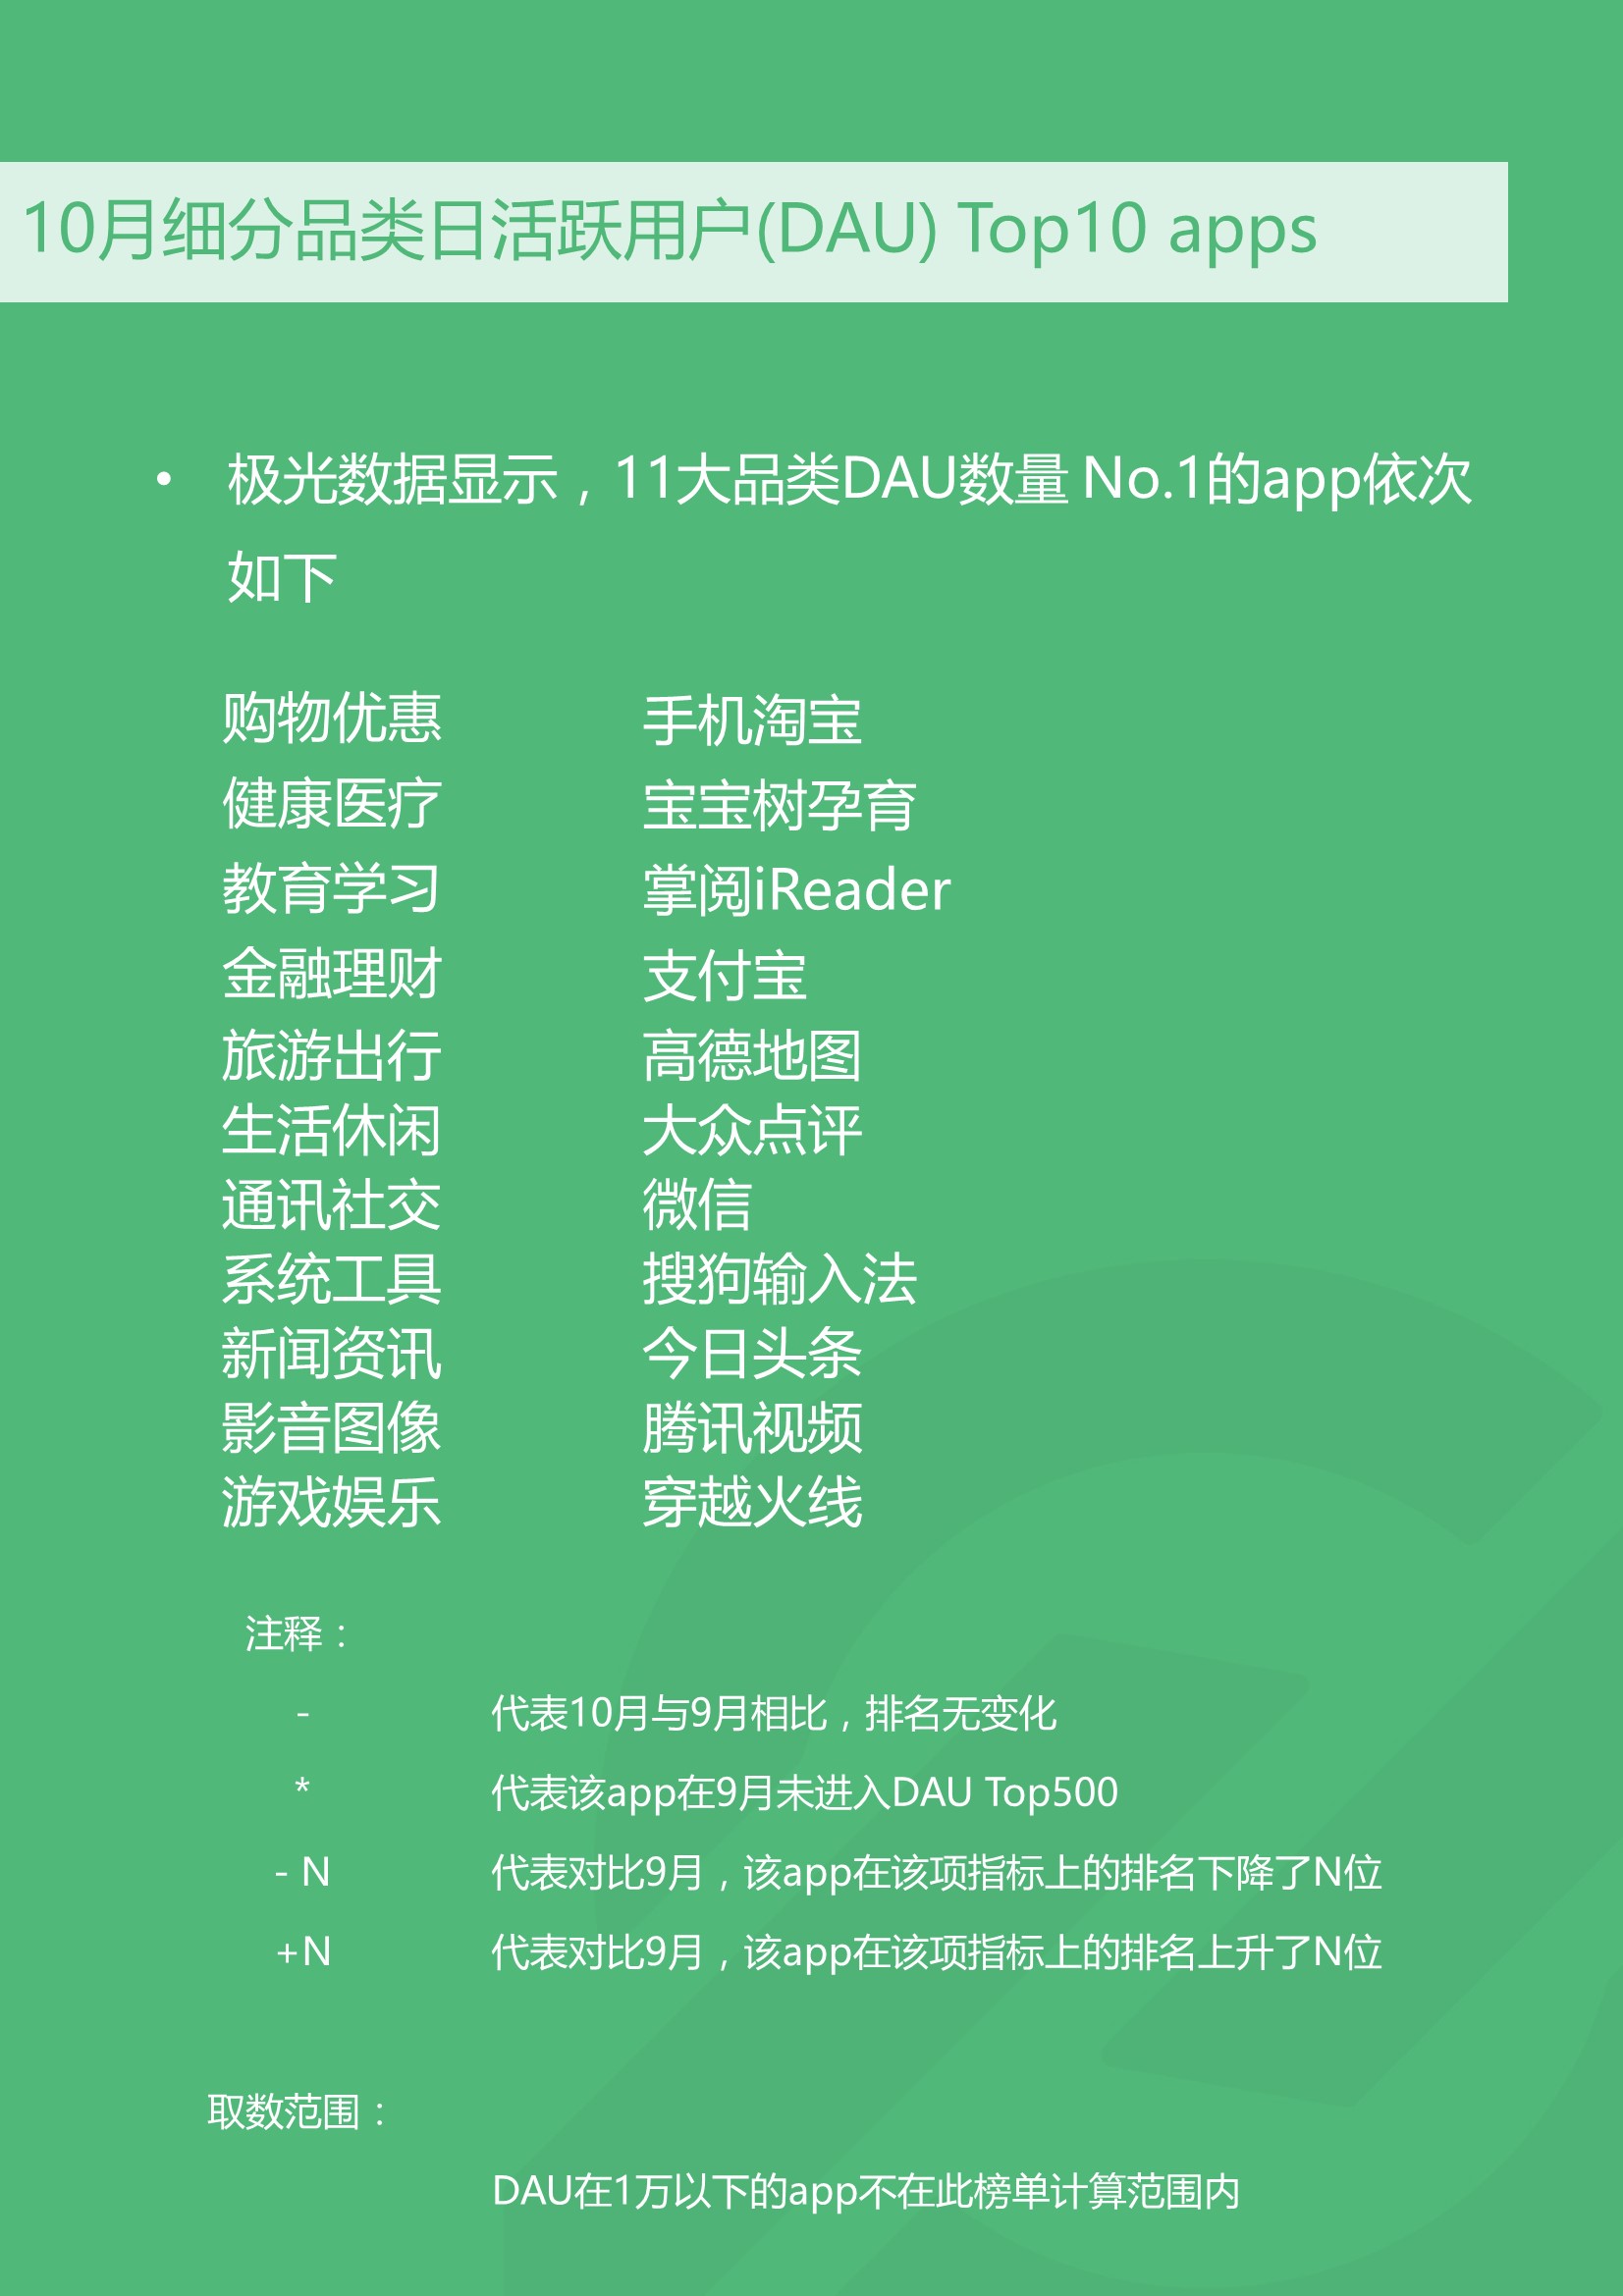 10月细分品类日活跃用户(DAU) Top10 apps
• 极光数据显示，11大品类DAU数量 No.1的app依次
如下
购物优惠 手机淘宝
健康医疗 宝宝树孕育
教育学习 掌阅iReader
金融理财 支付宝
旅游出行 高德地图
生活休闲 大众点评
通讯社交 微信
系统工具 搜狗输入法
新闻资讯 今日头条
影音图像 腾讯视频
游戏娱乐 穿越火线
注释：
- 代表10月与9月相比，排名无变化
* 代表该app在9月未进入DAU Top500
- N 代表对比9月，该app在该项指标上的排名下降了N位
+N 代表对比9月，该app在该项指标上的排名上升了N位
取数范围：
DAU在1万以下的app不在此榜单计算范围内